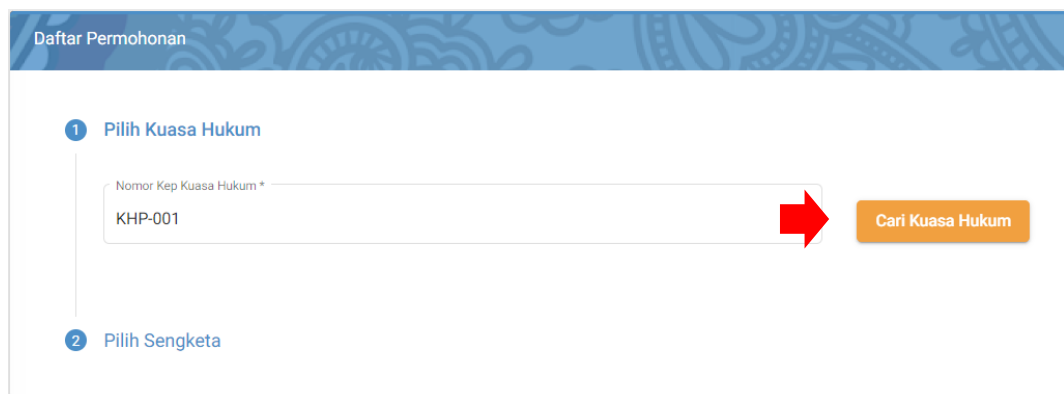 Daftar Permohonan
1 Pilih Kuasa Hukum
Nomor Kep Kuasa Hukum *
KHP-001
Cari Kuasa Hukum
2 Pilih Sengketa